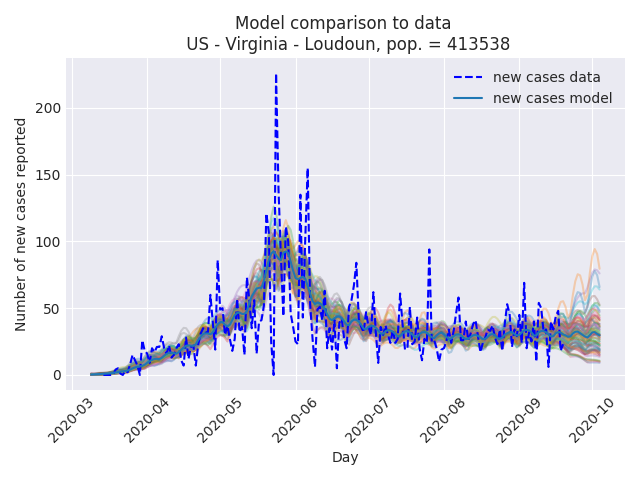 Model comparison to data
US - Virginia - Loudoun, pop. = 413538
new cases data
new cases model
Number of new cases reported
200
150
100
50
0
2020-03
2020-04
2020-05
2020-06
2020-07
2020-08
2020-09
2020-10
Day